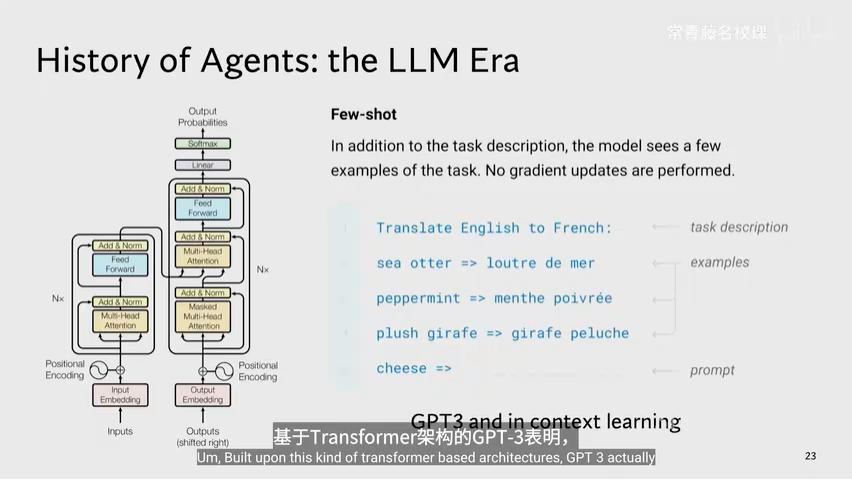 常青藤名校课
History of Agents: the LLM Era
Output
Probabilities
Softmax
Linear
Add & Norm
Feed
Forward
Add & Norm
Multi-Head
Attention
Add & Norm
Masked
Multi-Head
Attention
Nx
Add & Norm
Feed
Forward
Add & Norm
Multi-Head
Attention
Nx
Positional
Encoding
Positional
Encoding
Input
Embedding
Output
Embedding
Inputs
Outputs
(shifted right)
Few-shot
In addition to the task description, the model sees a few
examples of the task. No gradient updates are performed.
Translate English to French: task description
sea otter => loutre de mer examples
peppermint => menthe poivrée
plush girafe => girafe peluche
cheese => prompt
GPT3 and in context learning
基于Transformer架构的GPT-3表明，
Um, Built upon this kind of transformer based architectures, GPT 3 actually
23